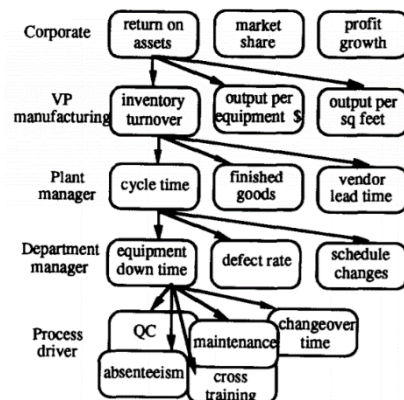 Corporate
return on
assets
market
share
profit
growth
VP
manufacturing
inventory
turnover
output per
equipment $
output per
sq feet
Plant
manager
cycle time
finished
goods
vendor
lead time
Department
manager
equipment
down time
defect rate
schedule
changes
Process
driver
QC
maintenance
changeover
time
absenteeism
cross
training